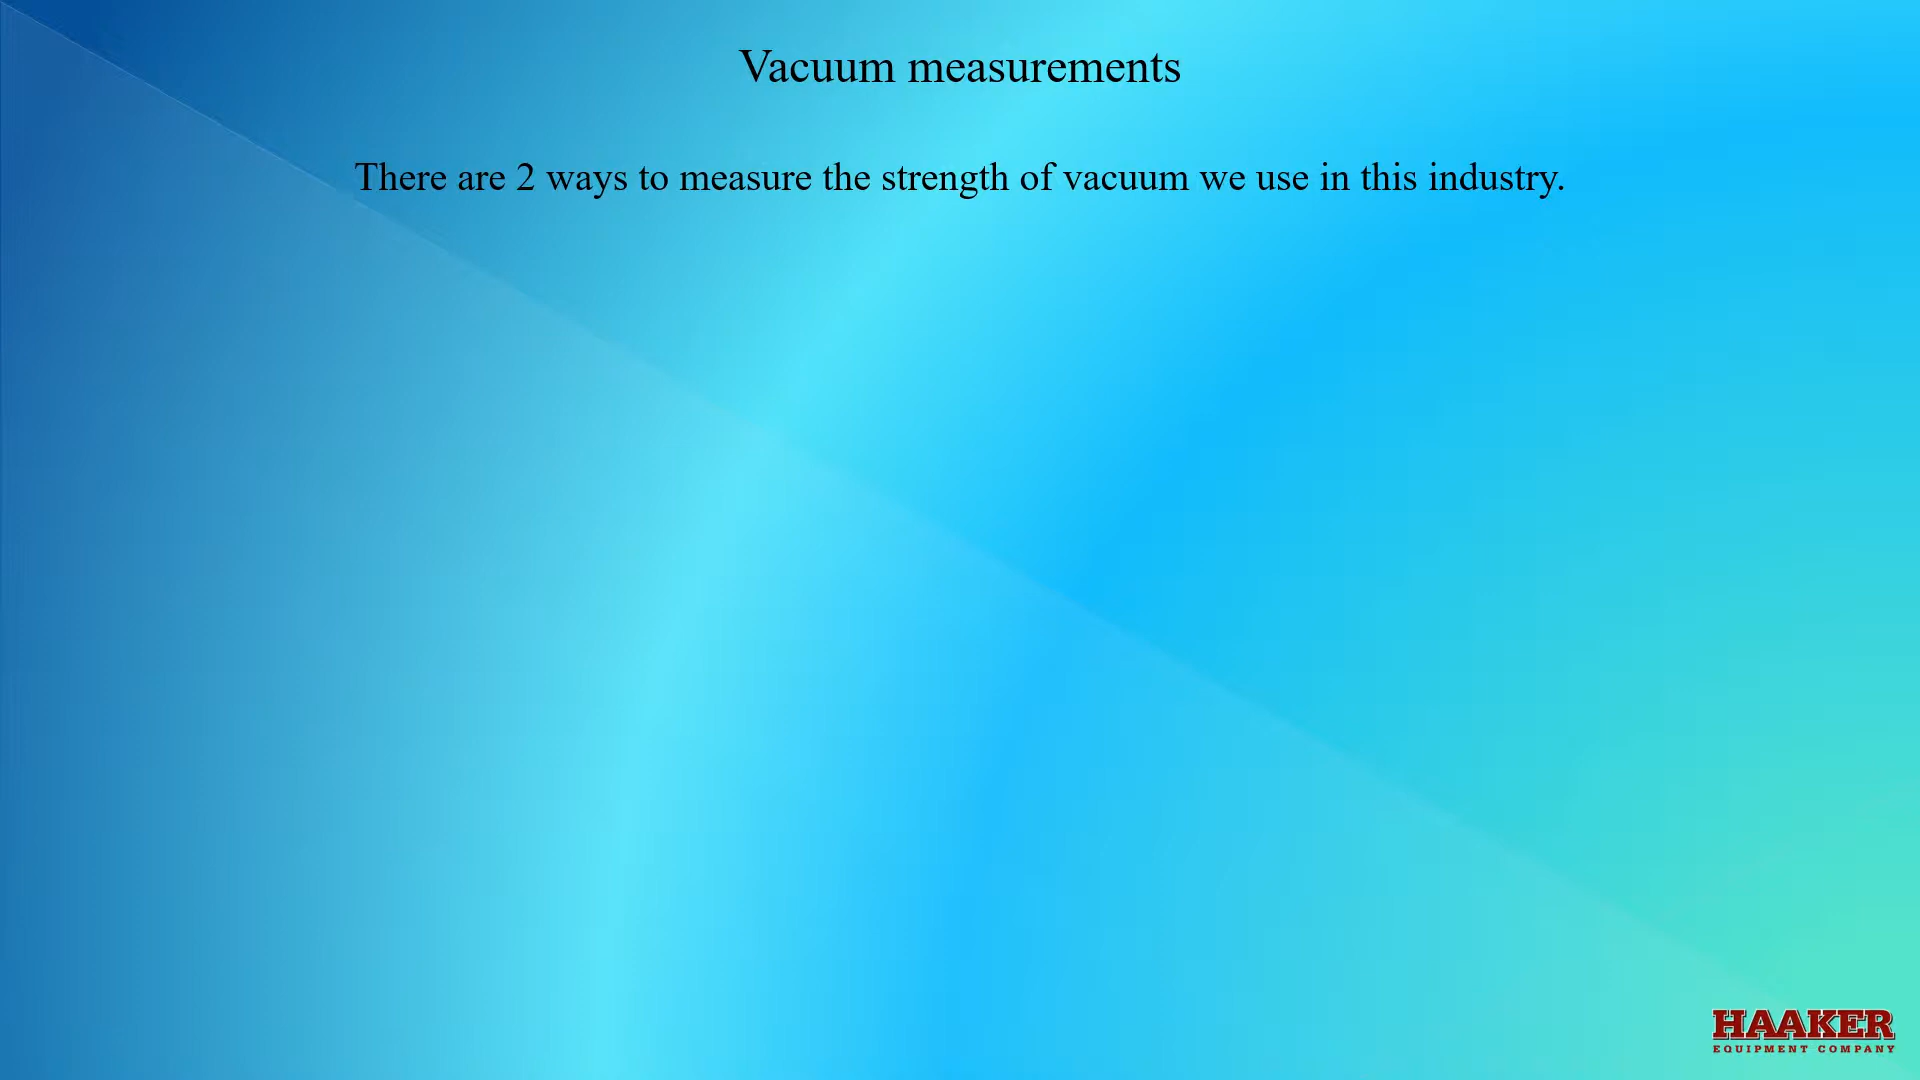 Vacuum measurements
There are 2 ways to measure the strength of vacuum we use in this industry.
HAAKER
EQUIPMENT COMPANY